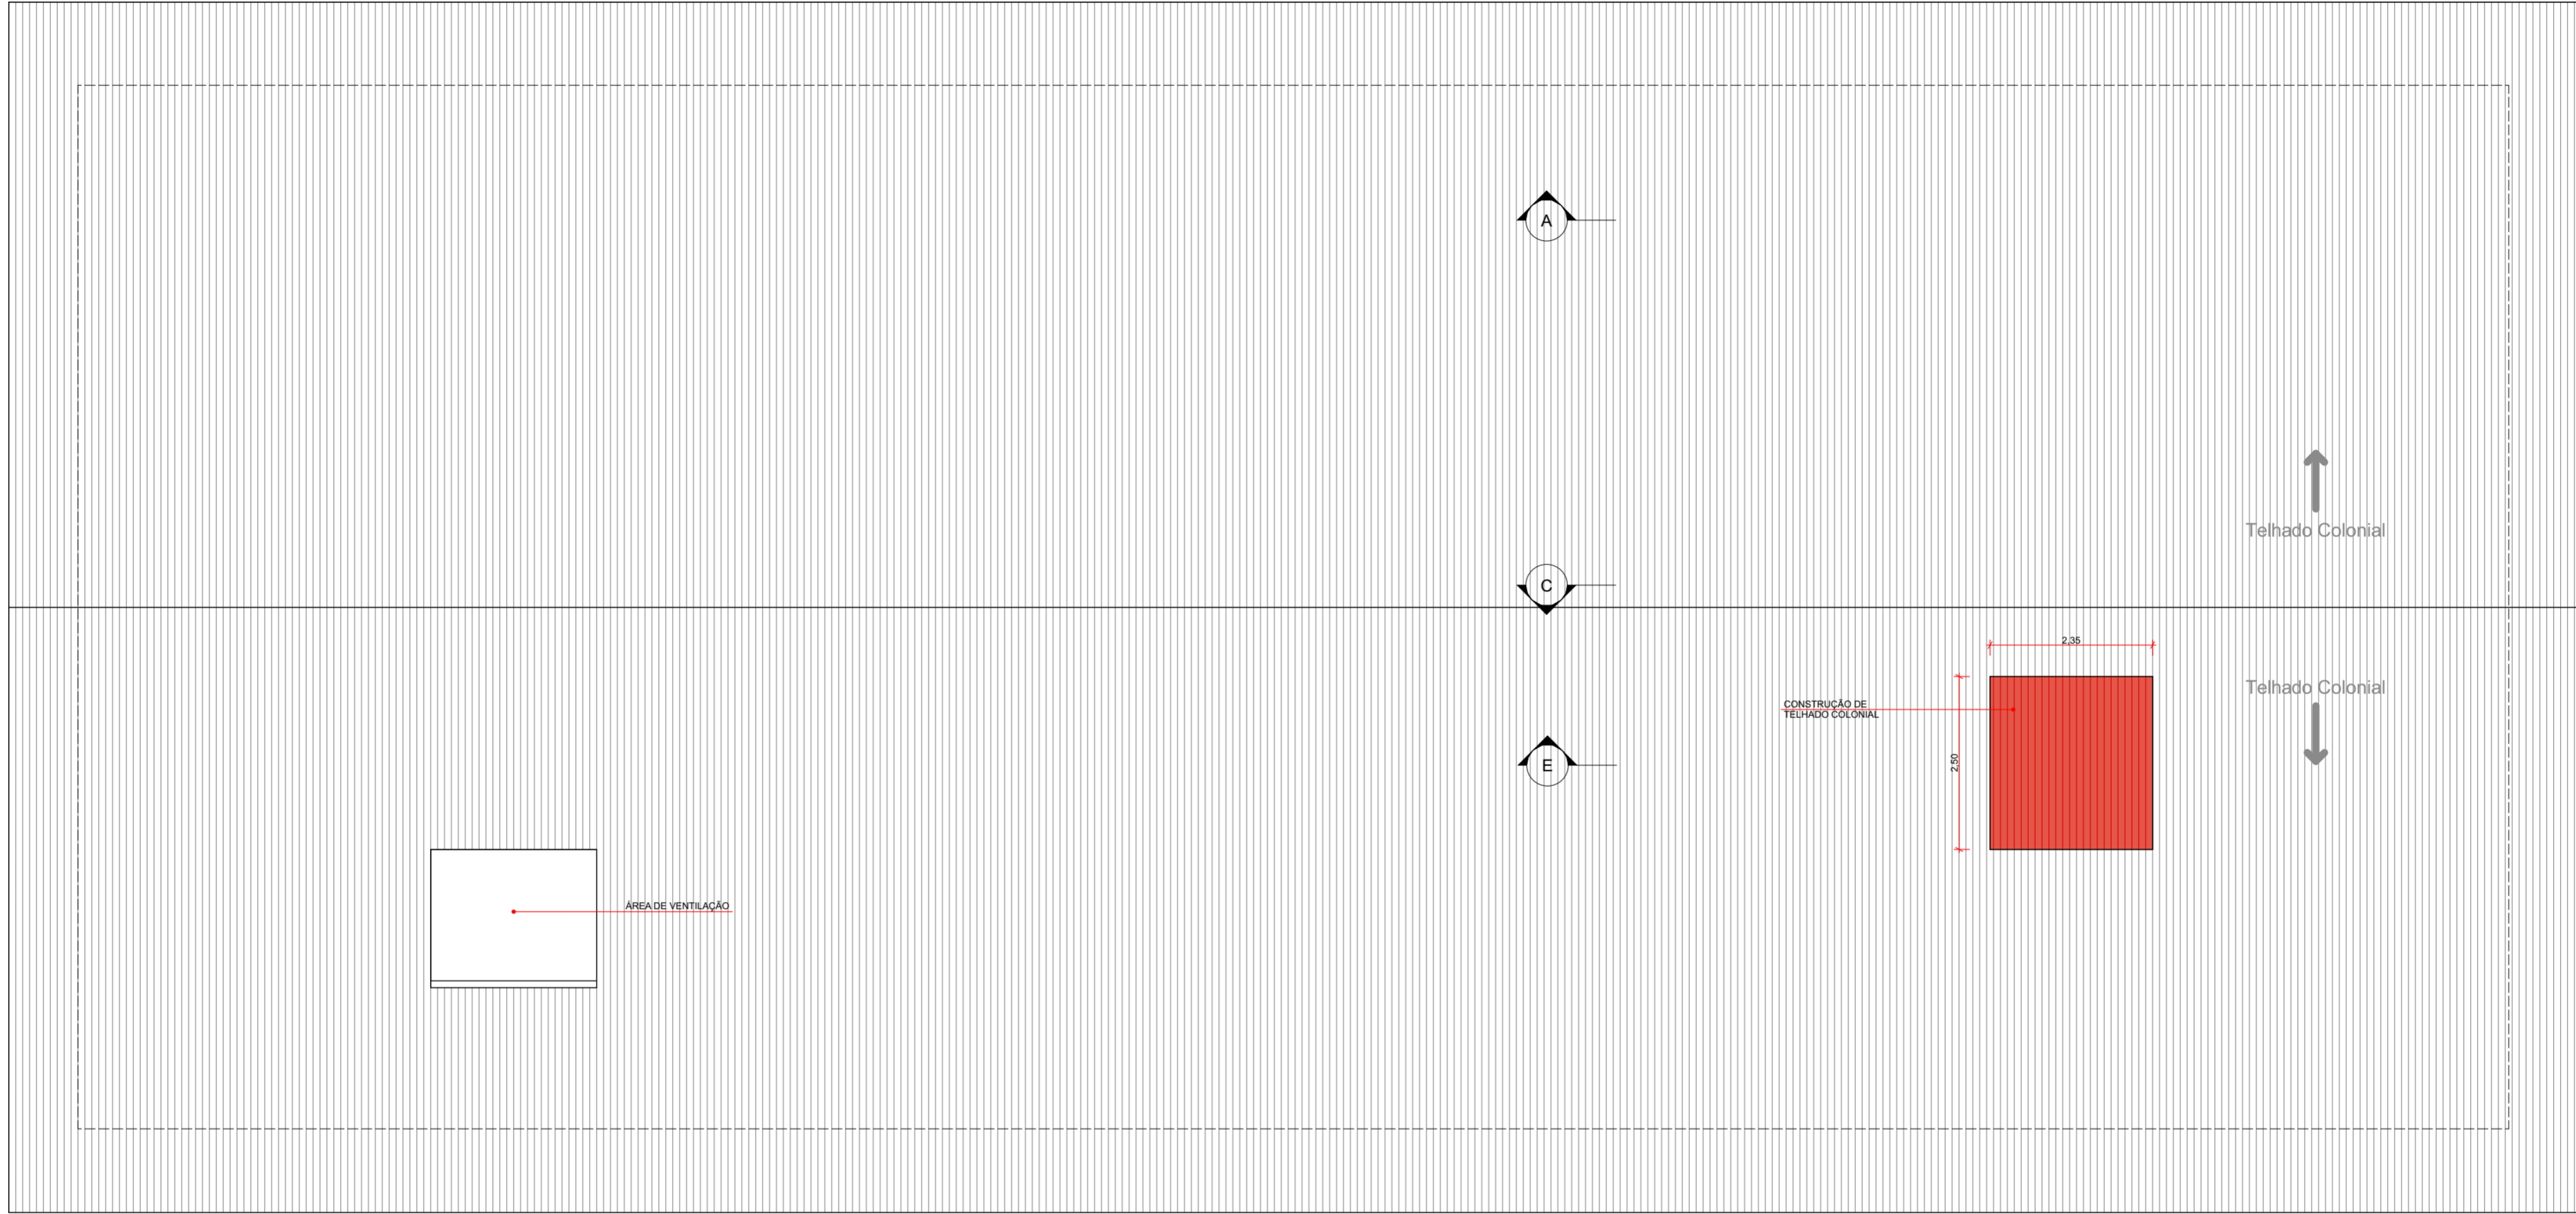 A
Telhado Colonial
C
2,35
Telhado Colonial
CONSTRUÇÃO DE
TELHADO COLONIAL
2,50
E
ÁREA DE VENTILAÇÃO